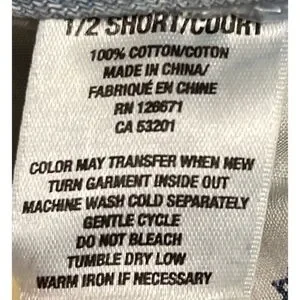 1/2 SHORT/COURT
100% COTTON/COTON
MADE IN CHINA/
FABRIQUÉ EN CHINE
RN 126671
CA 53201
COLOR MAY TRANSFER WHEN NEW
TURN GARMENT INSIDE OUT
MACHINE WASH COLD SEPARATELY
GENTLE CYCLE
DO NOT BLEACH
TUMBLE DRY LOW
WARM IRON IF NECESSARY